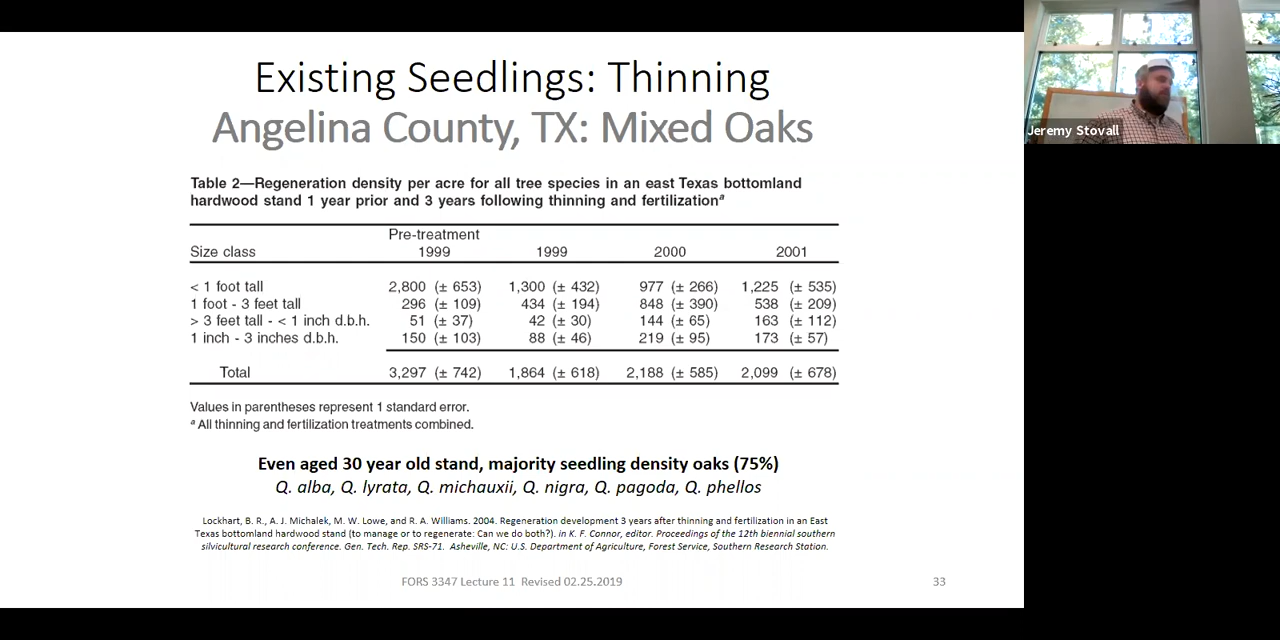 Existing Seedlings: Thinning
Angelina County, TX: Mixed Oaks
Table 2—Regeneration density per acre for all tree species in an east Texas bottomland
hardwood stand 1 year prior and 3 years following thinning and fertilizationª
Pre-treatment
Size class 1999 1999 2000 2001
< 1 foot tall 2,800 (± 653) 1,300 (± 432) 977 (± 266) 1,225 (± 535)
1 foot - 3 feet tall 296 (± 109) 434 (± 194) 848 (± 390) 538 (± 209)
> 3 feet tall - < 1 inch d.b.h. 51 (± 37) 42 (± 30) 144 (± 65) 163 (± 112)
1 inch - 3 inches d.b.h. 150 (± 103) 88 (± 46) 219 (± 95) 173 (± 57)
Total 3,297 (± 742) 1,864 (± 618) 2,188 (± 585) 2,099 (± 678)
Values in parentheses represent 1 standard error.
ª All thinning and fertilization treatments combined.
Even aged 30 year old stand, majority seedling density oaks (75%)
Q. alba, Q. lyrata, Q. michauxii, Q. nigra, Q. pagoda, Q. phellos
Lockhart, B. R., A. J. Michalek, M. W. Lowe, and R. A. Williams. 2004. Regeneration development 3 years after thinning and fertilization in an East
Texas bottomland hardwood stand (to manage or to regenerate: Can we do both?). in K. F. Connor, editor. Proceedings of the 12th biennial southern
silvicultural research conference. Gen. Tech. Rep. SRS-71. Asheville, NC: U.S. Department of Agriculture, Forest Service, Southern Research Station.
FORS 3347 Lecture 11 Revised 02.25.2019 33
Jeremy Stovall